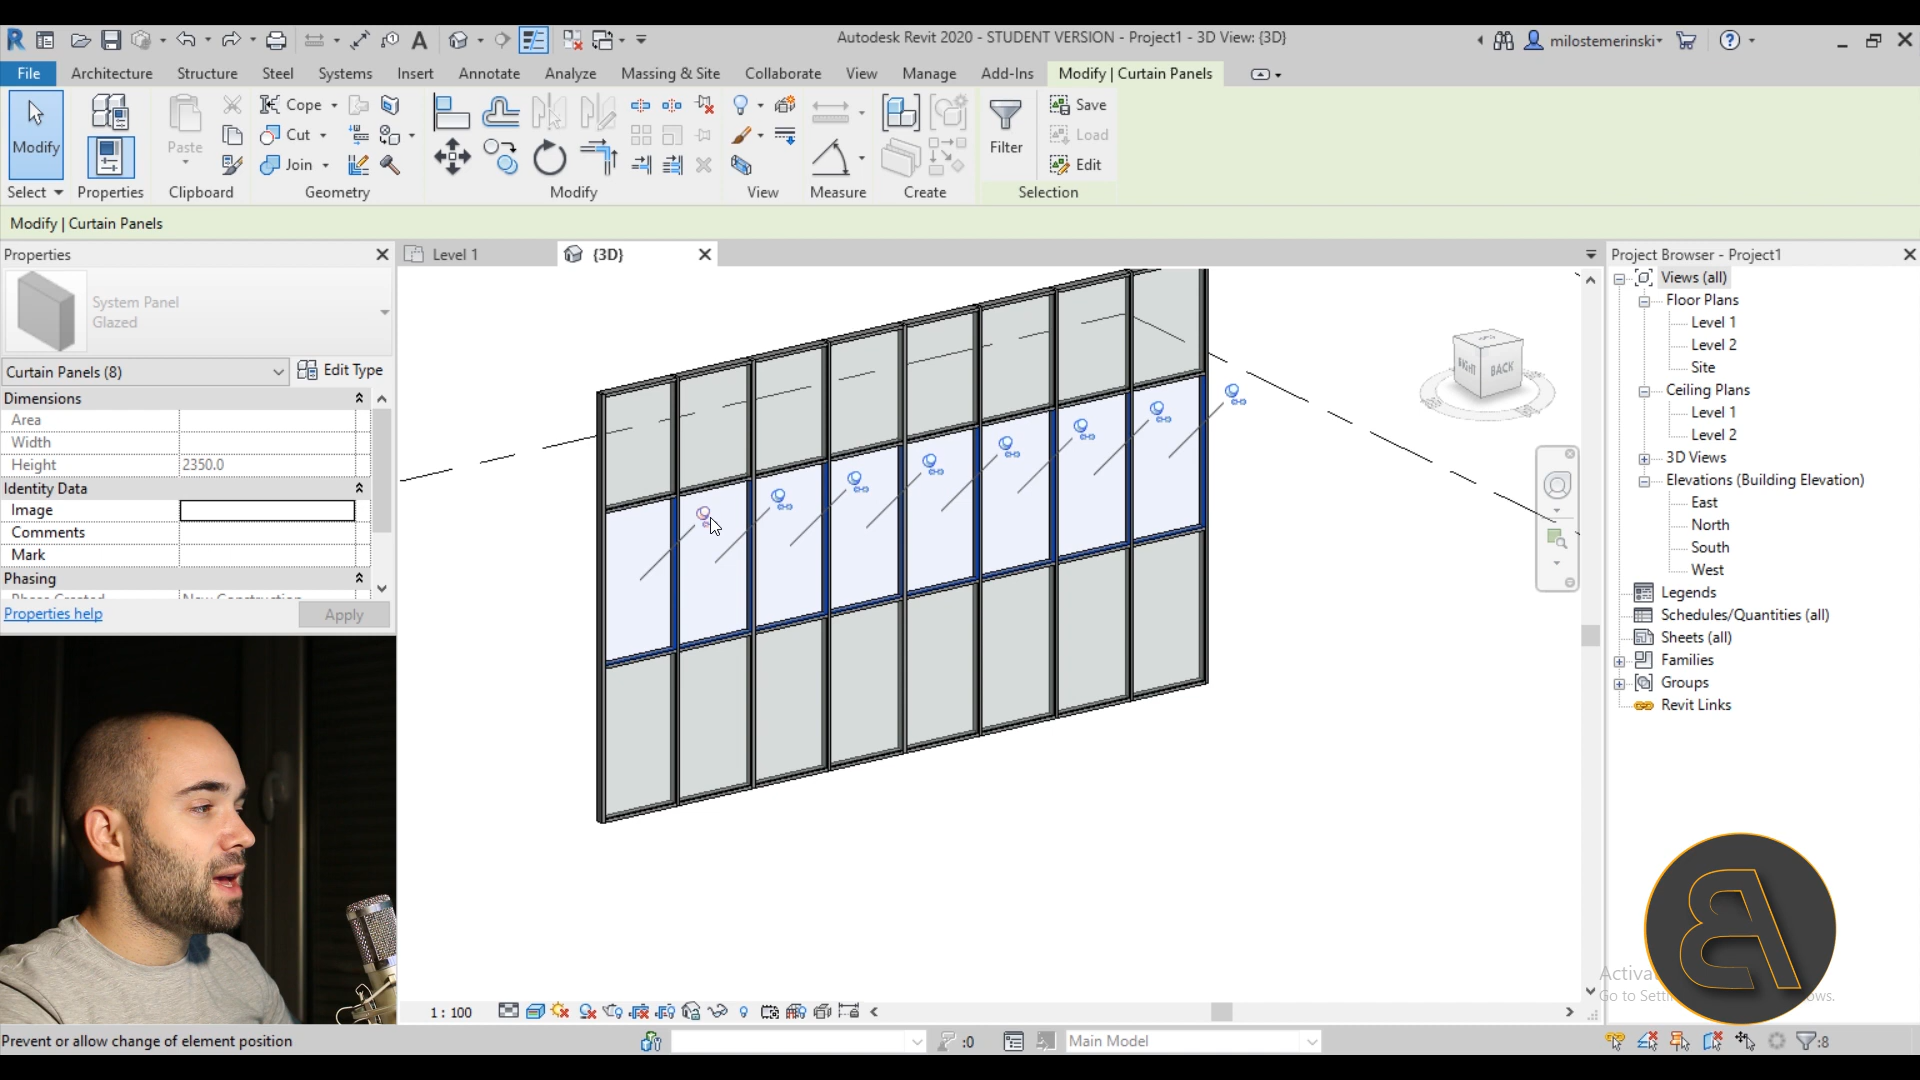 Autodesk Revit 2020 - STUDENT VERSION - Project1 - 3D View: {3D}
milostemerinski
File
Architecture
Structure
Steel
Systems
Insert
Annotate
Analyze
Massing & Site
Collaborate
View
Manage
Add-Ins
Modify | Curtain Panels
Modify
Paste
Cope
Cut
Join
Filter
Save
Load
Edit
Select
Properties
Clipboard
Geometry
Modify
View
Measure
Create
Selection
Modify | Curtain Panels
Properties
System Panel
Glazed
Curtain Panels (8)
Edit Type
Dimensions
Area
Width
Height 2350.0
Identity Data
Image
Comments
Mark
Phasing
Properties help
Apply
Level 1
{3D}
RIGHT
BACK
Project Browser - Project1
Views (all)
Floor Plans
Level 1
Level 2
Site
Ceiling Plans
Level 1
Level 2
3D Views
Elevations (Building Elevation)
East
North
South
West
Legends
Schedules/Quantities (all)
Sheets (all)
Families
Groups
Revit Links
1 : 100
Prevent or allow change of element position
:0
Main Model
:8